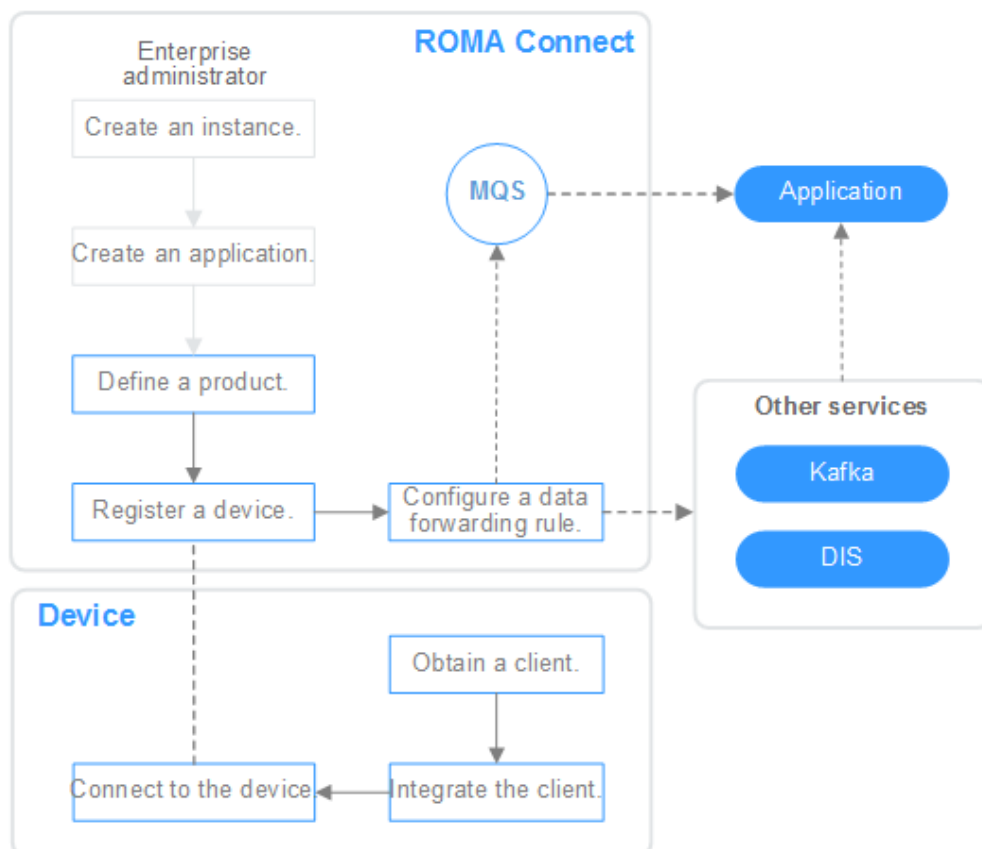 ROMA Connect
Enterprise
administrator
Create an instance.
MQS
Application
Create an application.
Define a product.
Other services
Kafka
Register a device.
Configure a data
forwarding rule.
DIS
Device
Obtain a client.
Connect to the device.
Integrate the client.